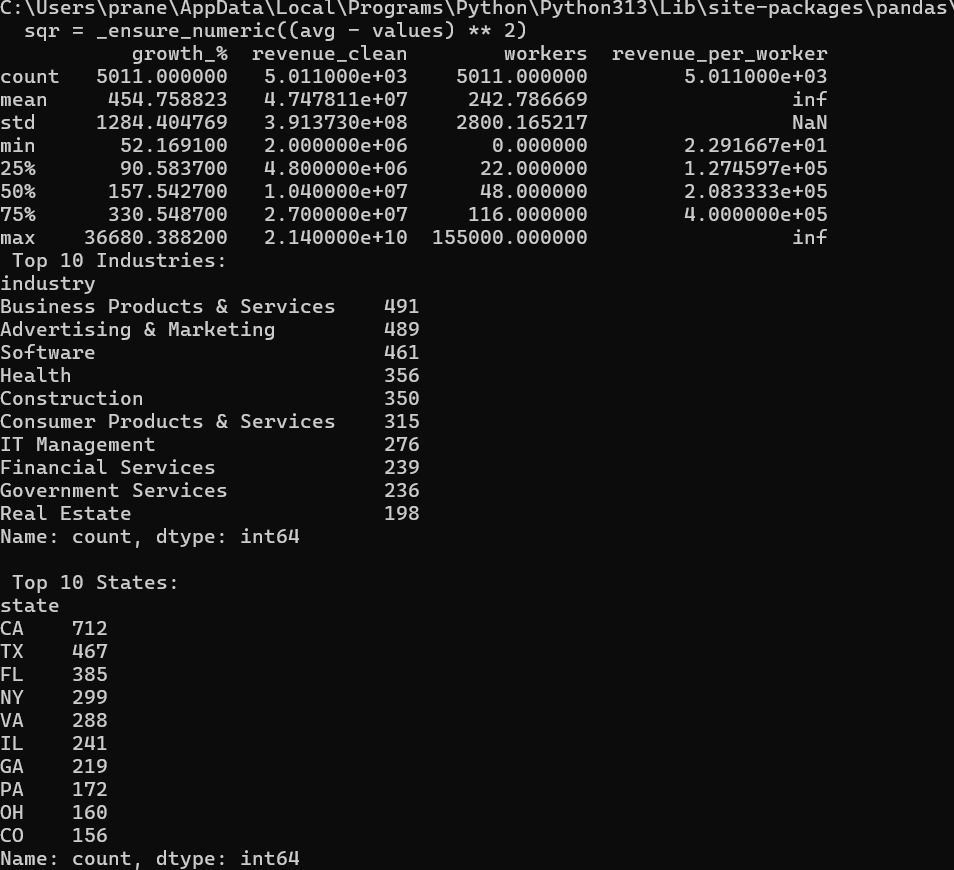 C:\Users\prane\AppData\Local\Programs\Python\Python313\Lib\site-packages\pandas\
  sqr = _ensure_numeric((avg - values) ** 2)
           growth_%  revenue_clean        workers  revenue_per_worker
count   5011.000000   5.011000e+03    5011.000000        5.011000e+03
mean     454.758823   4.747811e+07     242.786669                 inf
std     1284.404769   3.913730e+08    2800.165217                 NaN
min       52.169100   2.000000e+06       0.000000        2.291667e+01
25%       90.583700   4.800000e+06      22.000000        1.274597e+05
50%      157.542700   1.040000e+07      48.000000        2.083333e+05
75%      330.548700   2.700000e+07     116.000000        4.000000e+05
max    36680.388200   2.140000e+10  155000.000000                 inf
 Top 10 Industries:
industry
Business Products & Services    491
Advertising & Marketing         489
Software                        461
Health                          356
Construction                    350
Consumer Products & Services    315
IT Management                   276
Financial Services              239
Government Services             236
Real Estate                     198
Name: count, dtype: int64

 Top 10 States:
state
CA    712
TX    467
FL    385
NY    299
VA    288
IL    241
GA    219
PA    172
OH    160
CO    156
Name: count, dtype: int64